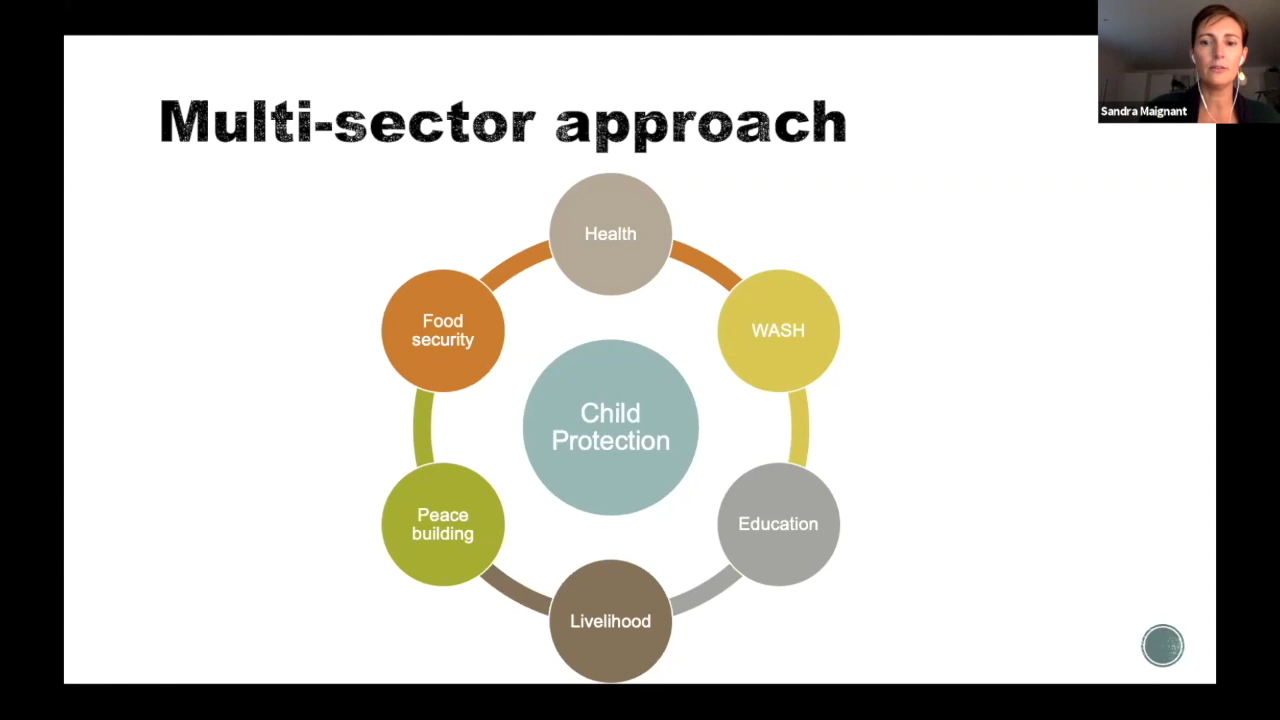 Multi-sector approach
Sandra Maignant
Health
Food
security
WASH
Child
Protection
Peace
building
Education
Livelihood